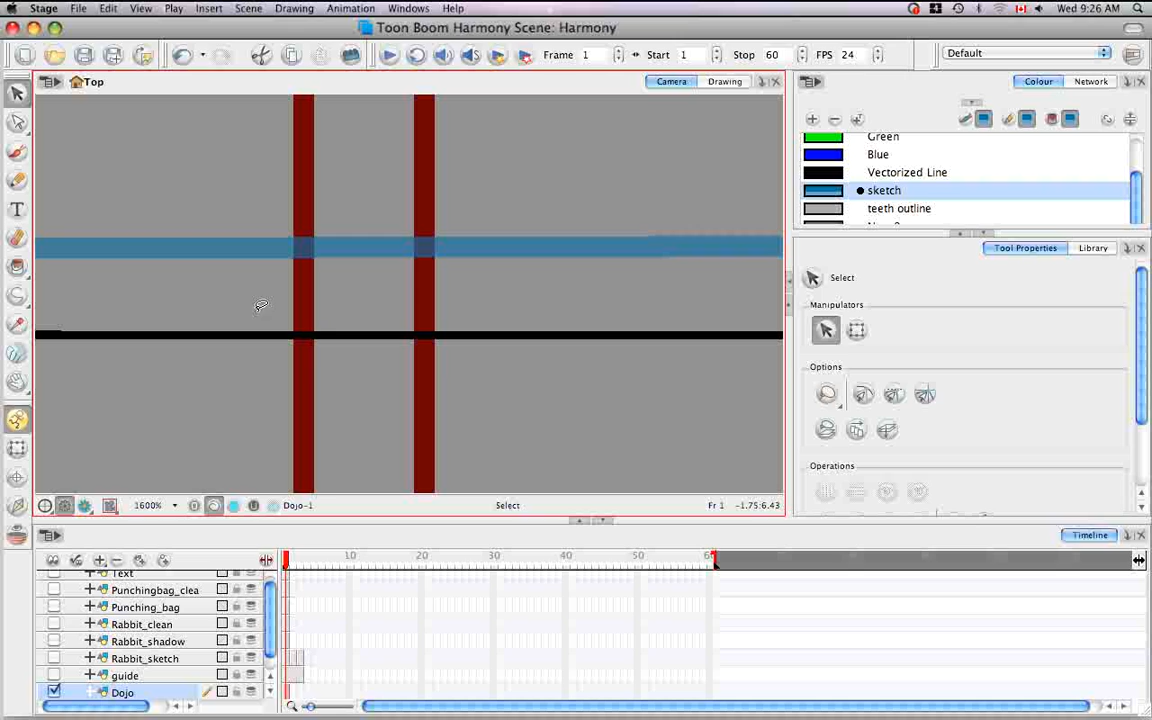 Stage File Edit View Play Insert Scene Drawing Animation Windows Help Wed 9:26 AM
Toon Boom Harmony Scene: Harmony
Frame 1 Start 1 Stop 60 FPS 24 Default
Top Camera Drawing Colour Network
Green
Blue
Vectorized Line
sketch
teeth outline
Tool Properties Library
Select
Manipulators
Options
Operations
1600% Dojo-1 Select Fr 1 -1.75:6.43
Timeline
10 20 30 40 50
Text
Punchingbag_clea
Punching_bag
Rabbit_clean
Rabbit_shadow
Rabbit_sketch
guide
Dojo